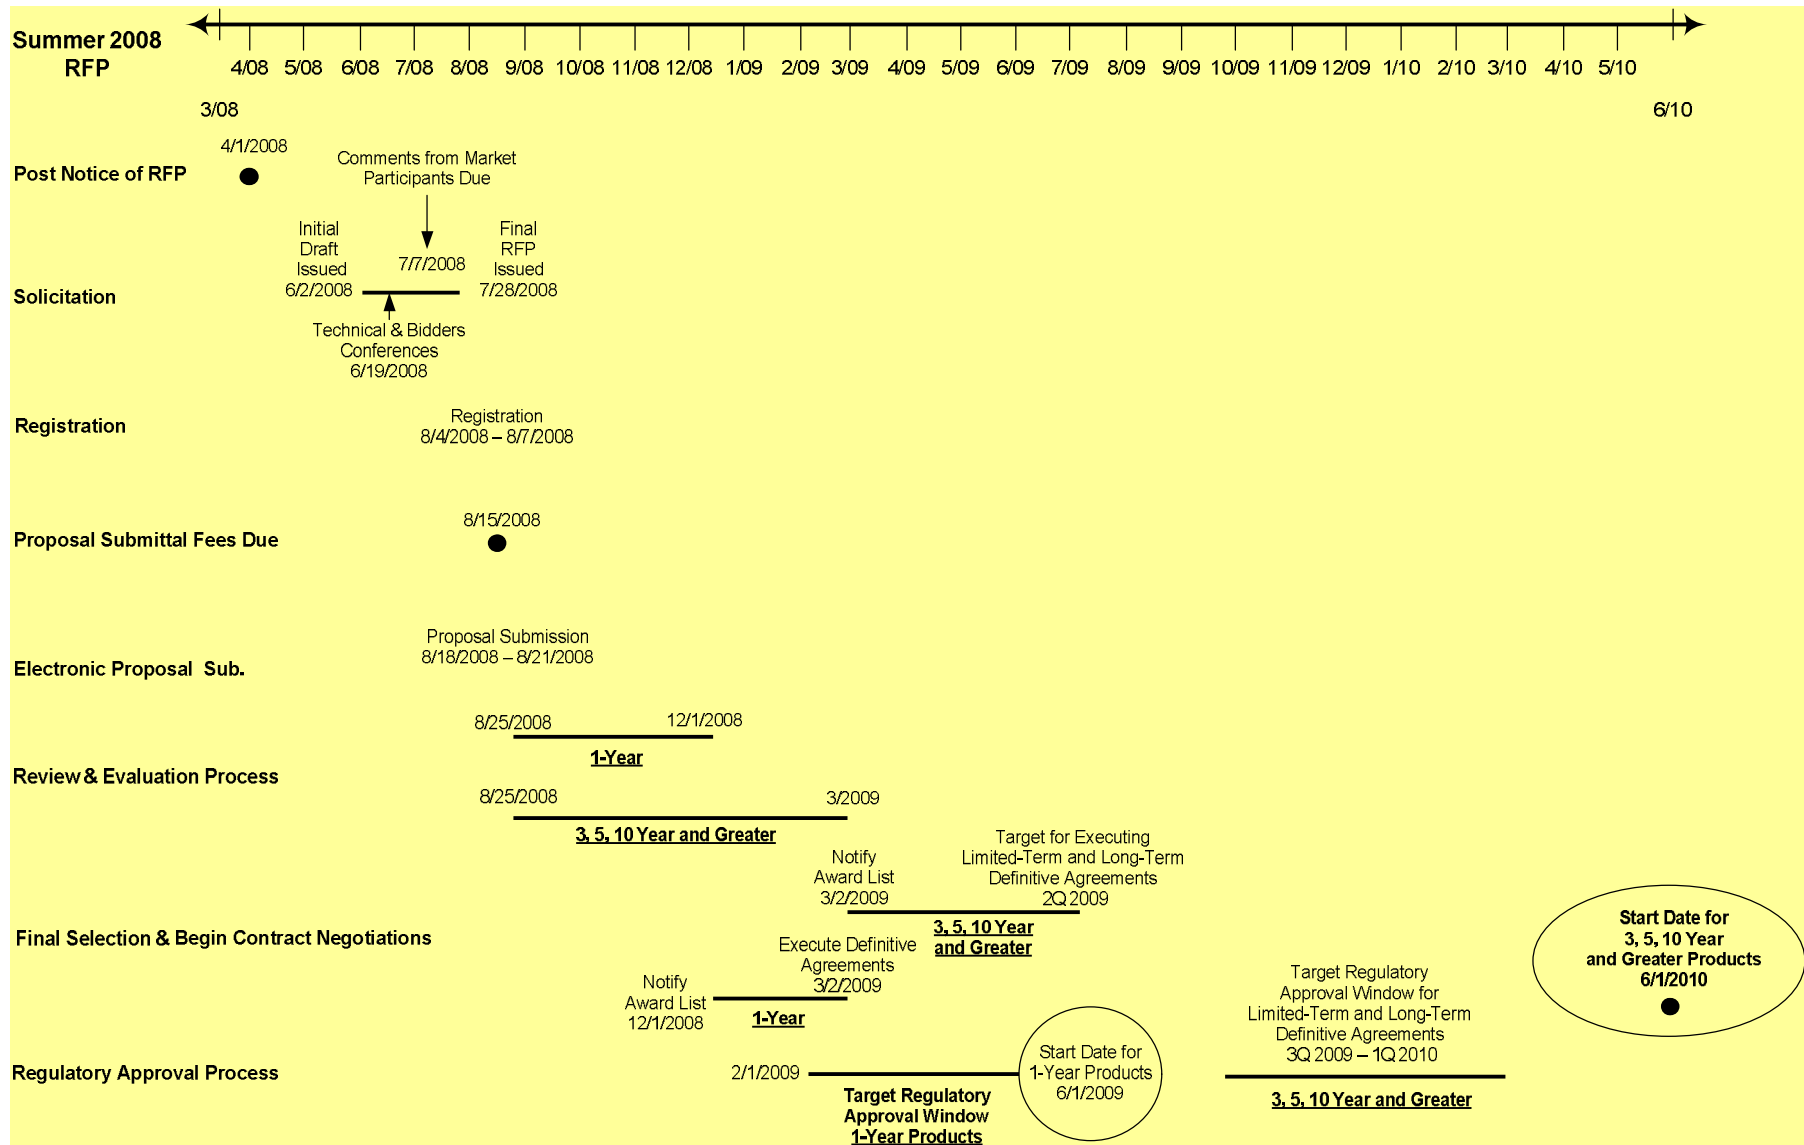 Summer 2008
RFP
4/08 5/08 6/08 7/08 8/08 9/08 10/08 11/08 12/08 1/09 2/09 3/09 4/09 5/09 6/09 7/09 8/09 9/09 10/09 11/09 12/09 1/10 2/10 3/10 4/10 5/10
3/08
6/10
Post Notice of RFP
4/1/2008
Comments from Market
Participants Due
7/7/2008
Solicitation
Initial
Draft
Issued
6/2/2008
Final
RFP
Issued
7/28/2008
Technical & Bidders
Conferences
6/19/2008
Registration
Registration
8/4/2008 – 8/7/2008
Proposal Submittal Fees Due
8/15/2008
Electronic Proposal Sub.
Proposal Submission
8/18/2008 – 8/21/2008
Review & Evaluation Process
8/25/2008
12/1/2008
1-Year
8/25/2008
3/2009
3, 5, 10 Year and Greater
Final Selection & Begin Contract Negotiations
Notify
Award List
3/2/2009
Target for Executing
Limited-Term and Long-Term
Definitive Agreements
2Q 2009
3, 5, 10 Year
and Greater
Notify
Award List
12/1/2008
Execute Definitive
Agreements
3/2/2009
1-Year
Start Date for
3, 5, 10 Year
and Greater Products
6/1/2010
Regulatory Approval Process
2/1/2009
Target Regulatory
Approval Window
1-Year Products
Start Date for
1-Year Products
6/1/2009
Target Regulatory
Approval Window for
Limited-Term and Long-Term
Definitive Agreements
3Q 2009 – 1Q 2010
3, 5, 10 Year and Greater